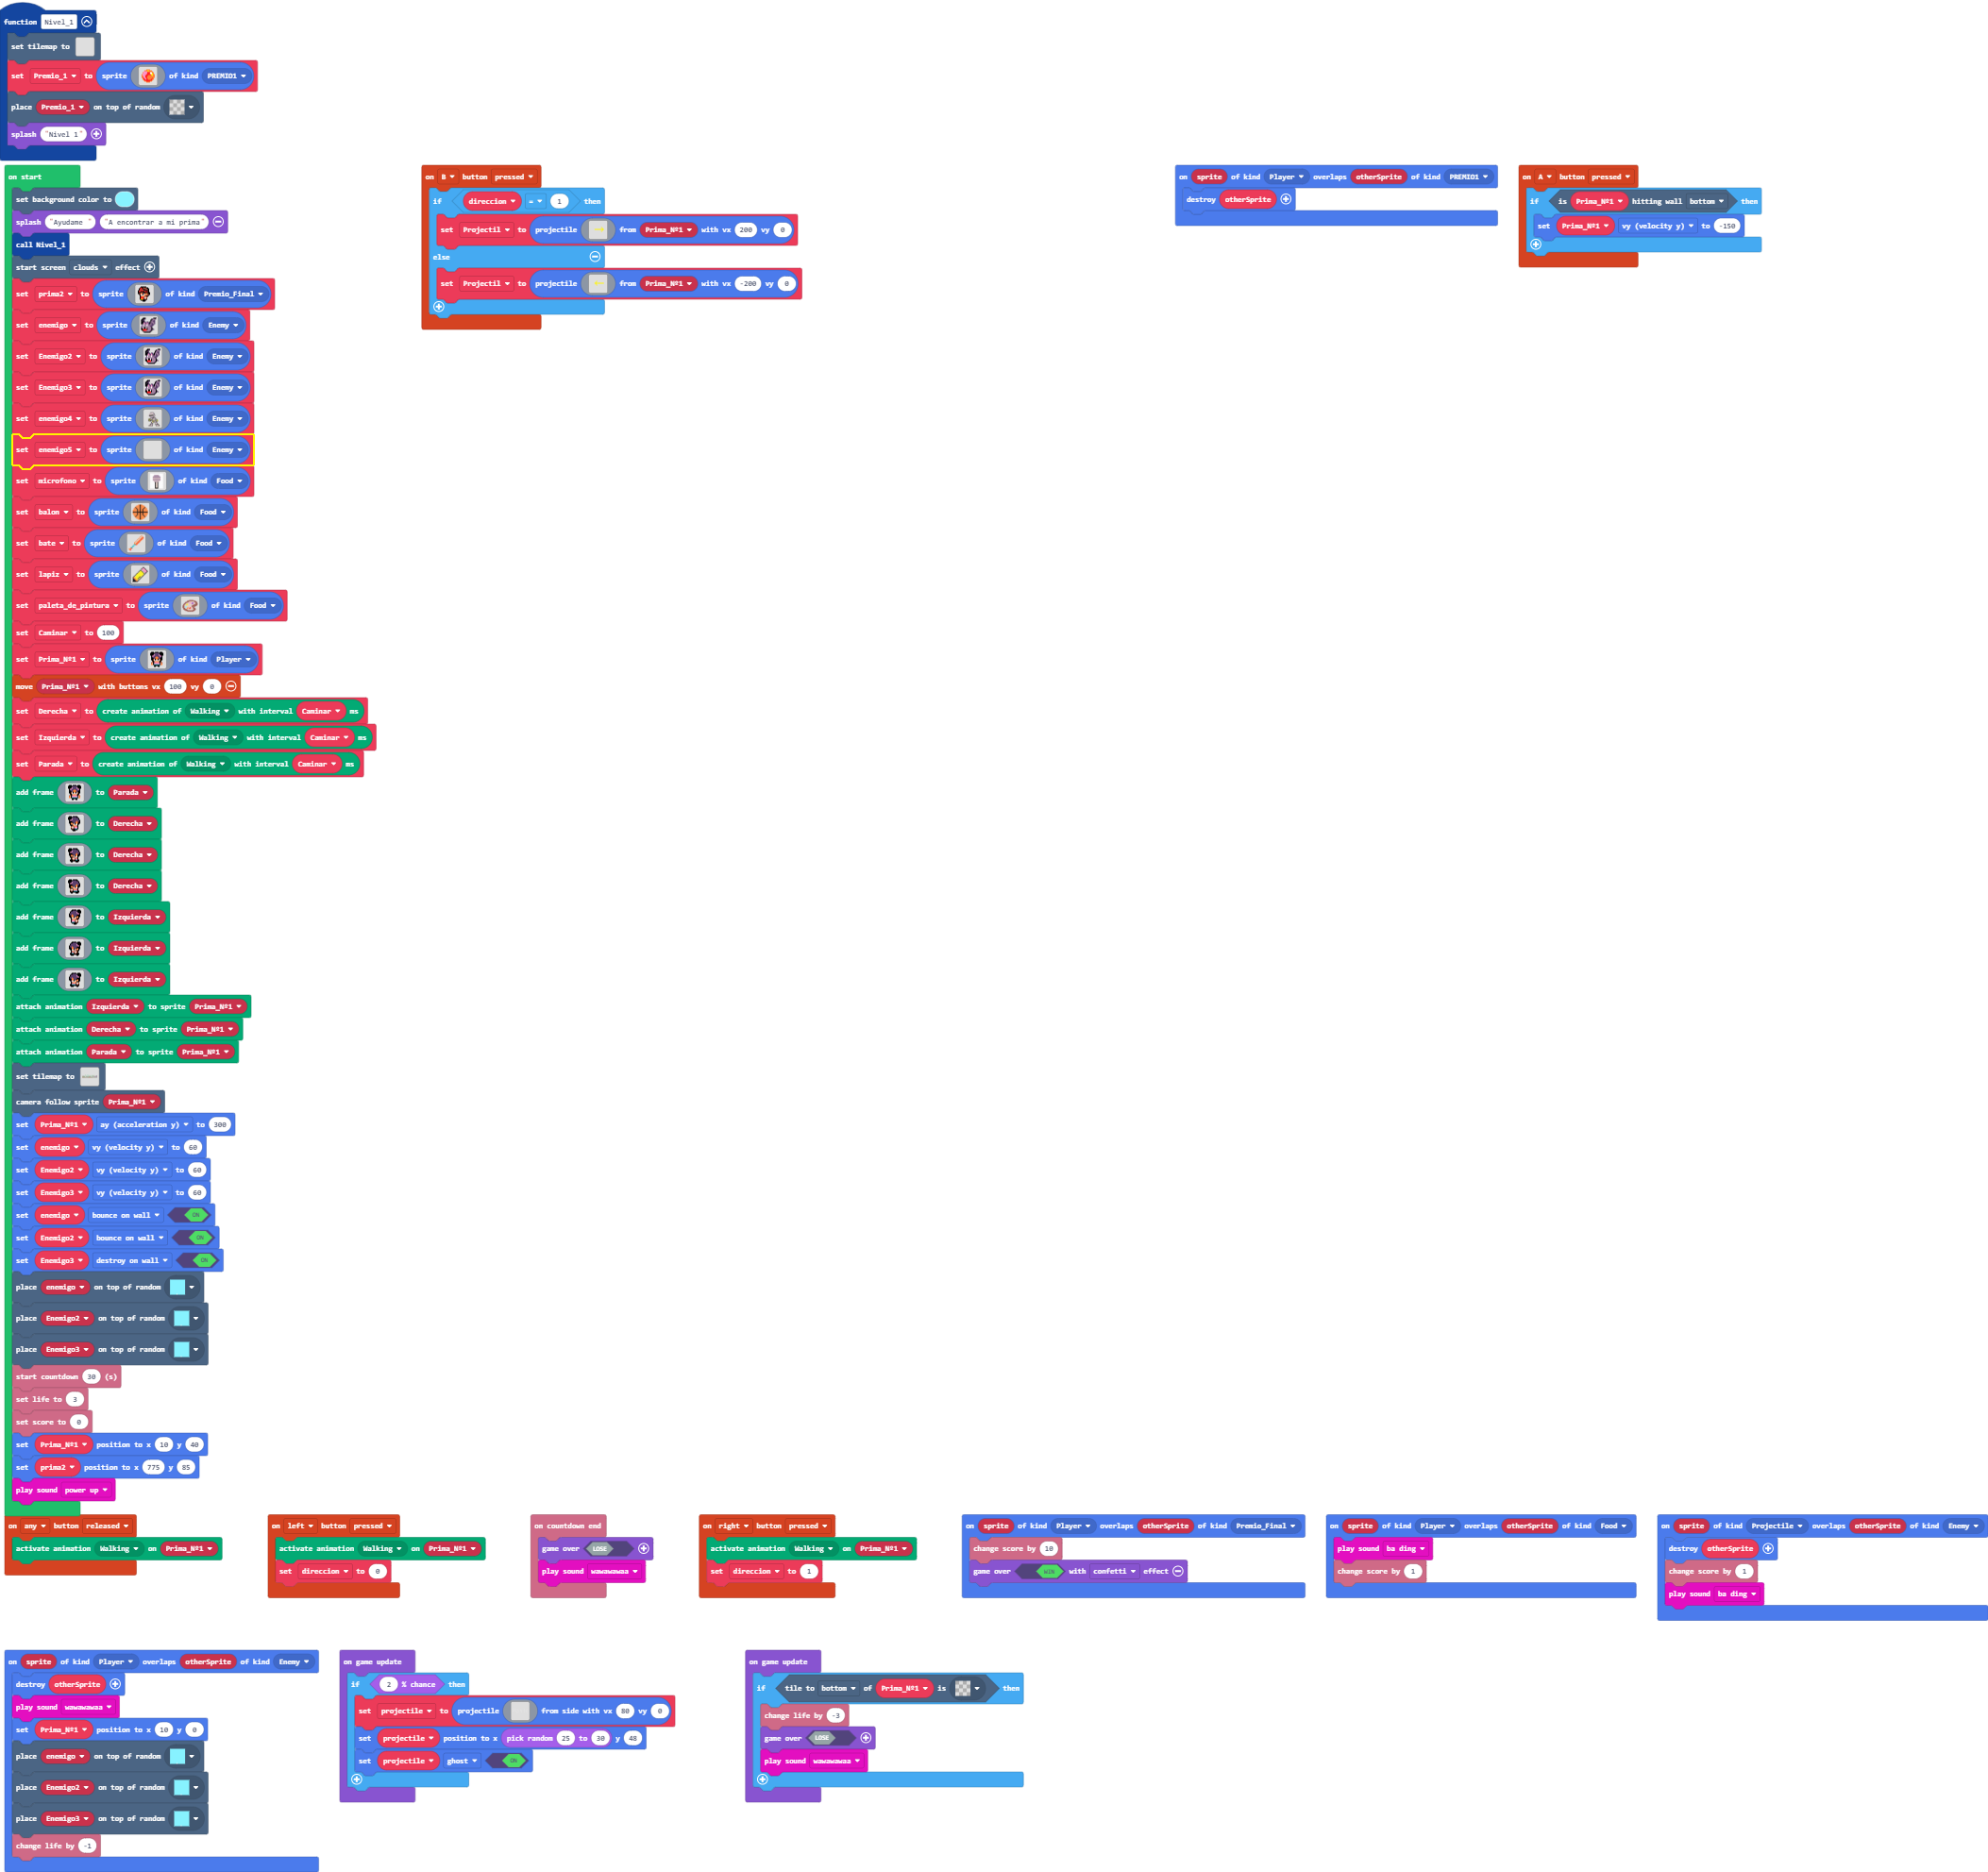 function Nivel_1
set tilemap to
set Premio_1 to sprite of kind PREMIO1
place Premio_1 on top of random
splash "Nivel 1"
on start
set background color to
splash "Ayudame " "A encontrar a mi prima"
call Nivel_1
start screen clouds effect
set prima2 to sprite of kind Premio_Final
set enemigo to sprite of kind Enemy
set Enemigo2 to sprite of kind Enemy
set Enemigo3 to sprite of kind Enemy
set enemigo4 to sprite of kind Enemy
set enemigo5 to sprite of kind Enemy
set microfono to sprite of kind Food
set balon to sprite of kind Food
set bate to sprite of kind Food
set lapiz to sprite of kind Food
set paleta_de_pintura to sprite of kind Food
set Caminar to 100
set Prima_Nº1 to sprite of kind Player
move Prima_Nº1 with buttons vx 100 vy 0
set Derecha to create animation of Walking with interval Caminar ms
set Izquierda to create animation of Walking with interval Caminar ms
set Parada to create animation of Walking with interval Caminar ms
add frame to Parada
add frame to Derecha
add frame to Derecha
add frame to Derecha
add frame to Izquierda
add frame to Izquierda
add frame to Izquierda
attach animation Izquierda to sprite Prima_Nº1
attach animation Derecha to sprite Prima_Nº1
attach animation Parada to sprite Prima_Nº1
set tilemap to
camera follow sprite Prima_Nº1
set Prima_Nº1 ay (acceleration y) to 300
set enemigo vy (velocity y) to 60
set Enemigo2 vy (velocity y) to 60
set Enemigo3 vy (velocity y) to 60
set enemigo bounce on wall ON
set Enemigo2 bounce on wall ON
set Enemigo3 destroy on wall ON
place enemigo on top of random
place Enemigo2 on top of random
place Enemigo3 on top of random
start countdown 30 (s)
set life to 3
set score to 0
set Prima_Nº1 position to x 10 y 40
set prima2 position to x 775 y 85
play sound power up
on B button pressed
if direccion = 1 then
set Projectil to projectile from Prima_Nº1 with vx 200 vy 0
else
set Projectil to projectile from Prima_Nº1 with vx -200 vy 0
on sprite of kind Player overlaps otherSprite of kind PREMIO1
destroy otherSprite
on A button pressed
if is Prima_Nº1 hitting wall bottom then
set Prima_Nº1 vy (velocity y) to -150
on any button released
activate animation Walking on Prima_Nº1
on left button pressed
activate animation Walking on Prima_Nº1
set direccion to 0
on countdown end
game over LOSE
play sound wawawawaa
on right button pressed
activate animation Walking on Prima_Nº1
set direccion to 1
on sprite of kind Player overlaps otherSprite of kind Premio_Final
change score by 10
game over WIN with confetti effect
on sprite of kind Player overlaps otherSprite of kind Food
play sound ba ding
change score by 1
on sprite of kind Projectile overlaps otherSprite of kind Enemy
destroy otherSprite
change score by 1
play sound ba ding
on sprite of kind Player overlaps otherSprite of kind Enemy
destroy otherSprite
play sound wawawawaa
set Prima_Nº1 position to x 10 y 0
place enemigo on top of random
place Enemigo2 on top of random
place Enemigo3 on top of random
change life by -1
on game update
if 2 % chance then
set projectile to projectile from side with vx 80 vy 0
set projectile position to x pick random 25 to 30 y 48
set projectile ghost ON
on game update
if tile to bottom of Prima_Nº1 is then
change life by -3
game over LOSE
play sound wawawawaa